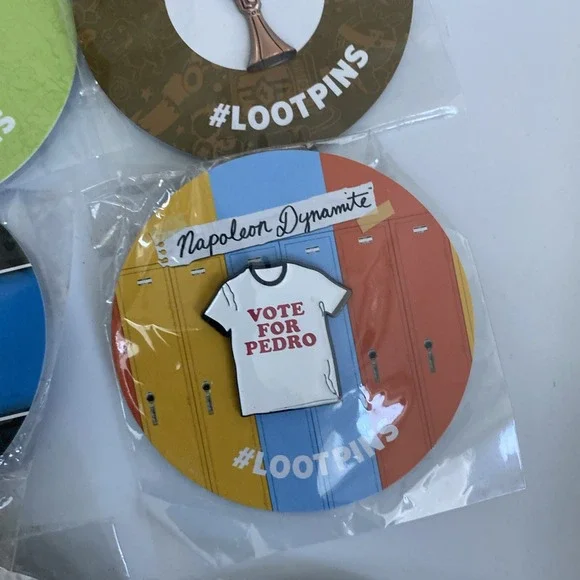 #LOOTPINS
S
Napoleon Dynamite
VOTE
FOR
PEDRO
#LOOTPINS